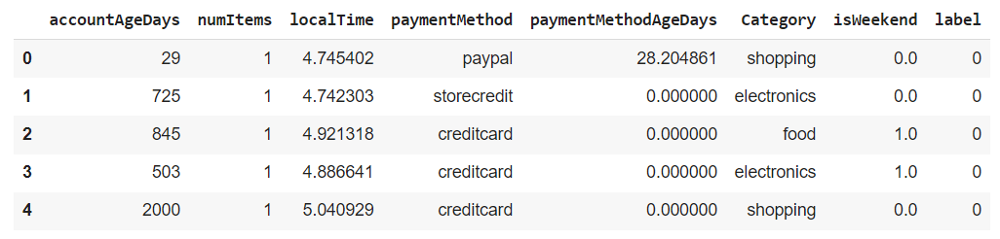 accountAgeDays numItems localTime paymentMethod paymentMethodAgeDays Category isWeekend label
0 29 1 4.745402 paypal 28.204861 shopping 0.0 0
1 725 1 4.742303 storecredit 0.000000 electronics 0.0 0
2 845 1 4.921318 creditcard 0.000000 food 1.0 0
3 503 1 4.886641 creditcard 0.000000 electronics 1.0 0
4 2000 1 5.040929 creditcard 0.000000 shopping 0.0 0